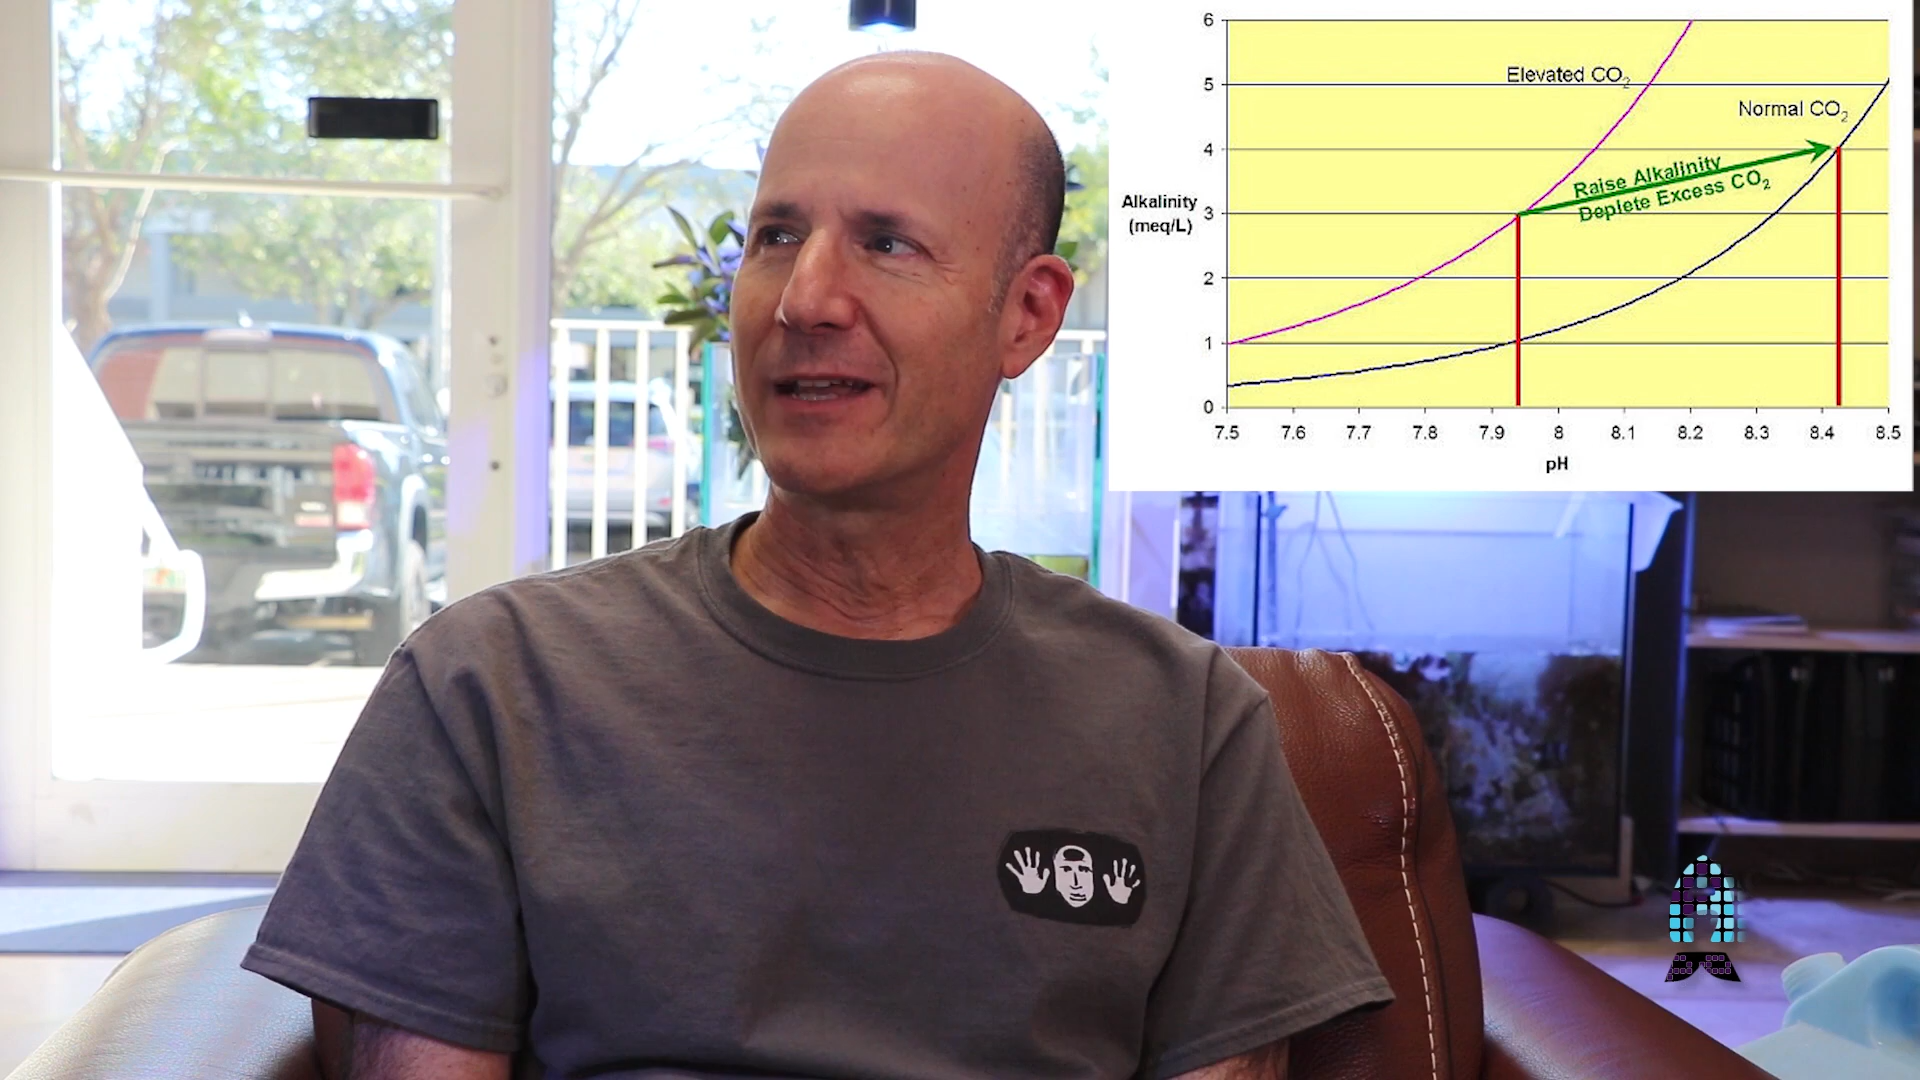 6
Elevated CO₂
5
Normal CO₂
4
Raise Alkalinity
Deplete Excess CO₂
Alkalinity
(meq/L)
3
2
1
0
7.5 7.6 7.7 7.8 7.9 8 8.1 8.2 8.3 8.4 8.5
pH